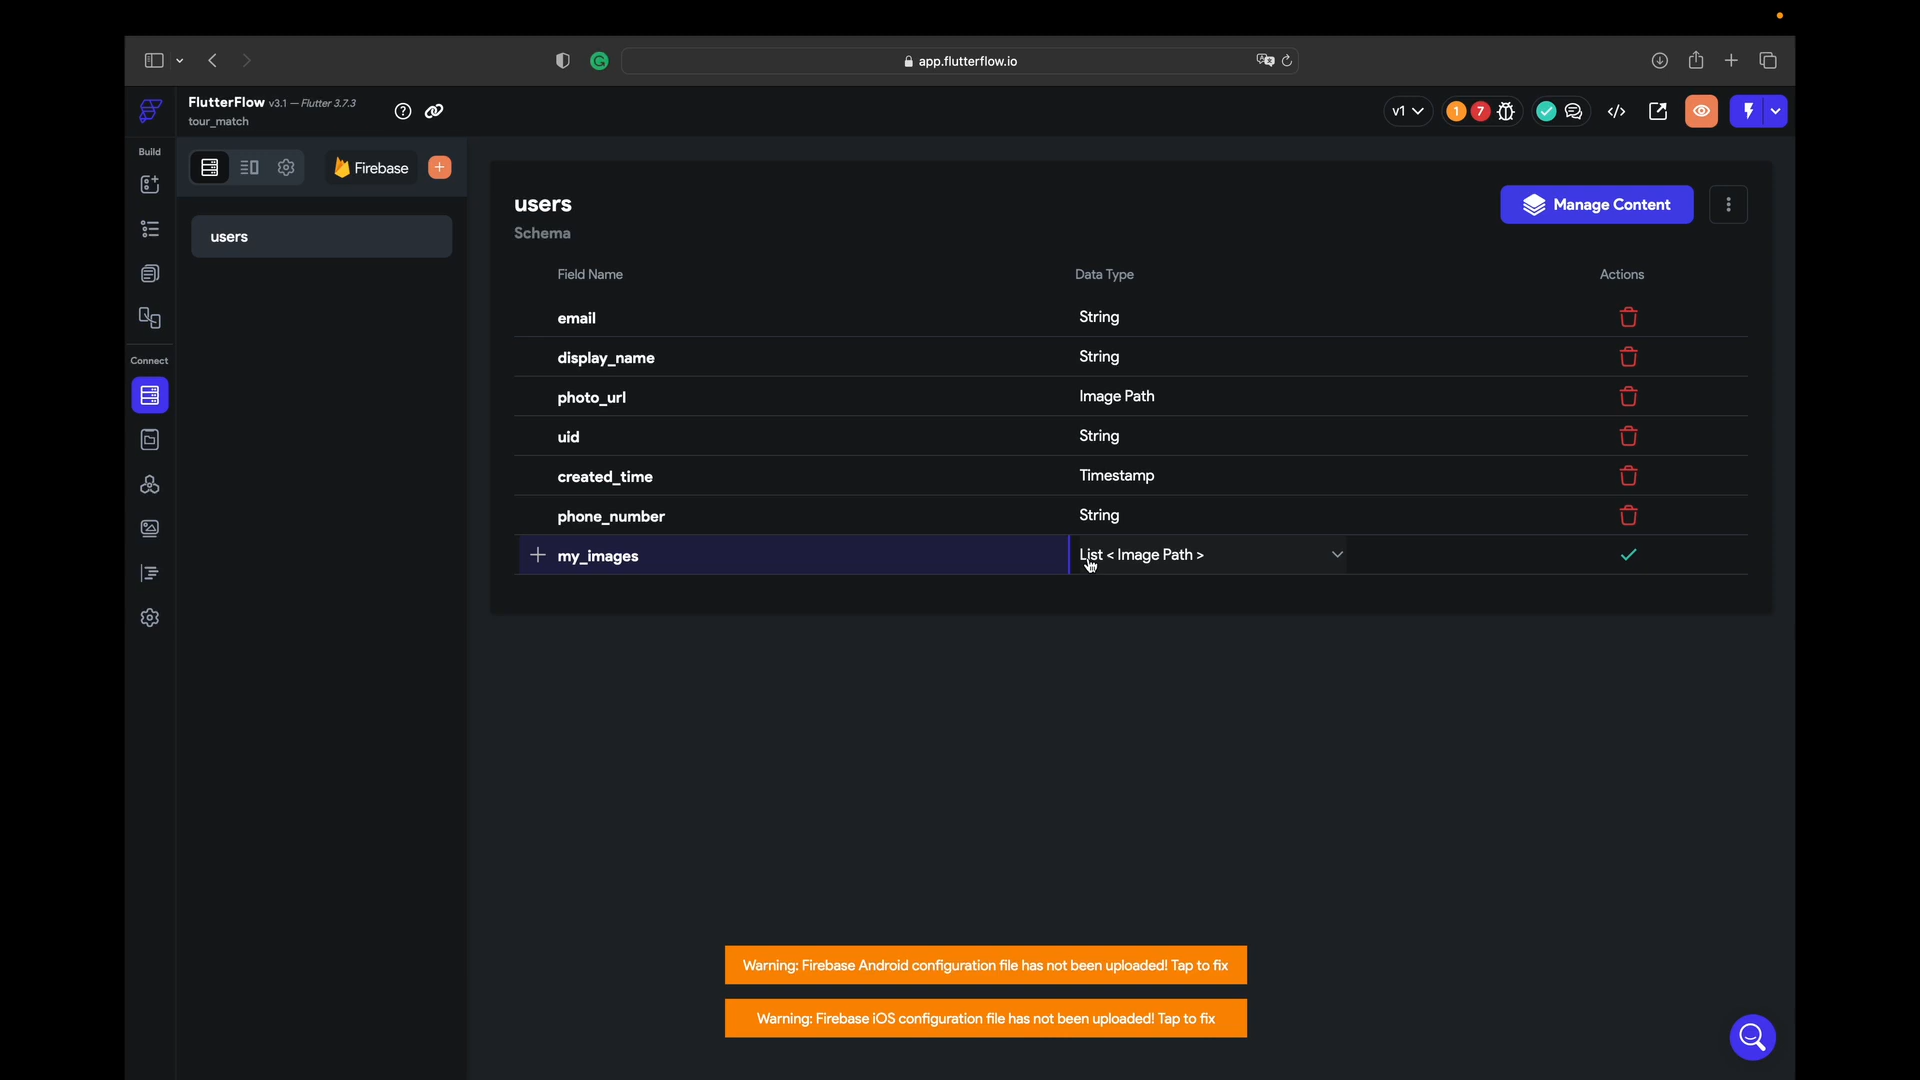 app.flutterflow.io
FlutterFlow v3.1 — Flutter 3.7.3
tour_match
v1
1
7
Build
Firebase
users
Connect
users
Schema
Manage Content
Field Name Data Type Actions
email String
display_name String
photo_url Image Path
uid String
created_time Timestamp
phone_number String
my_images List < Image Path >
Warning: Firebase Android configuration file has not been uploaded! Tap to fix
Warning: Firebase iOS configuration file has not been uploaded! Tap to fix